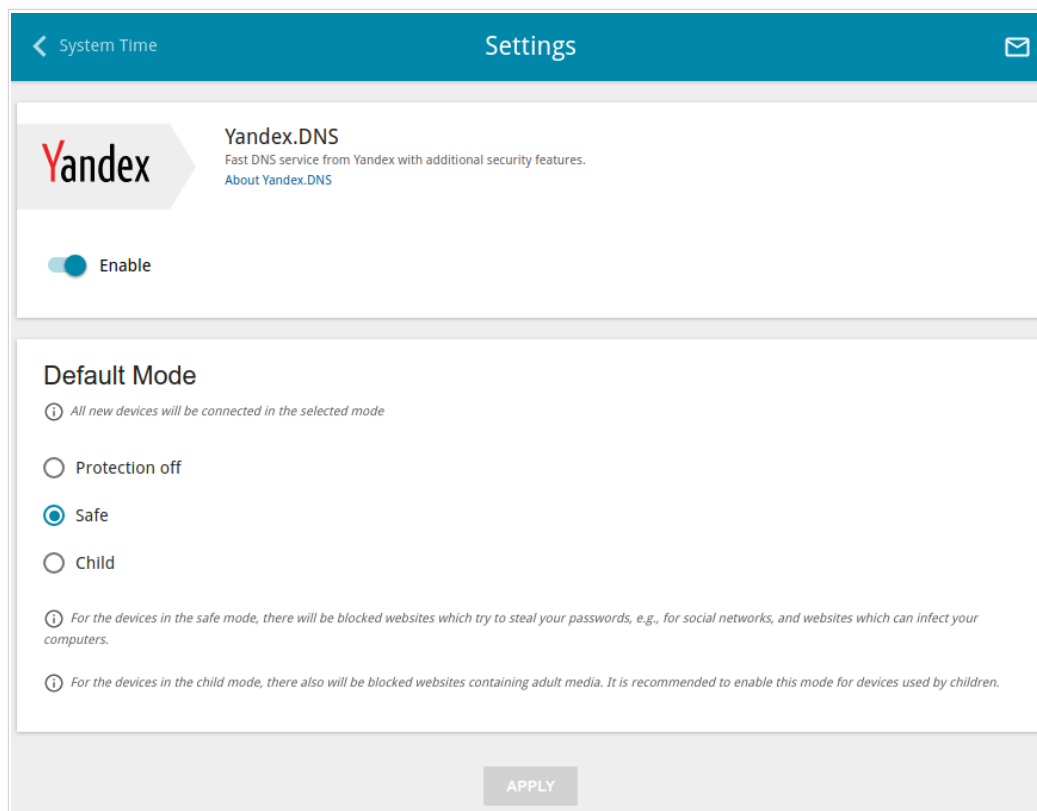 System Time
Settings
Yandex
Yandex.DNS
Fast DNS service from Yandex with additional security features.
About Yandex.DNS
Enable
Default Mode
All new devices will be connected in the selected mode
Protection off
Safe
Child
For the devices in the safe mode, there will be blocked websites which try to steal your passwords, e.g., for social networks, and websites which can infect your
computers.
For the devices in the child mode, there also will be blocked websites containing adult media. It is recommended to enable this mode for devices used by children.
APPLY